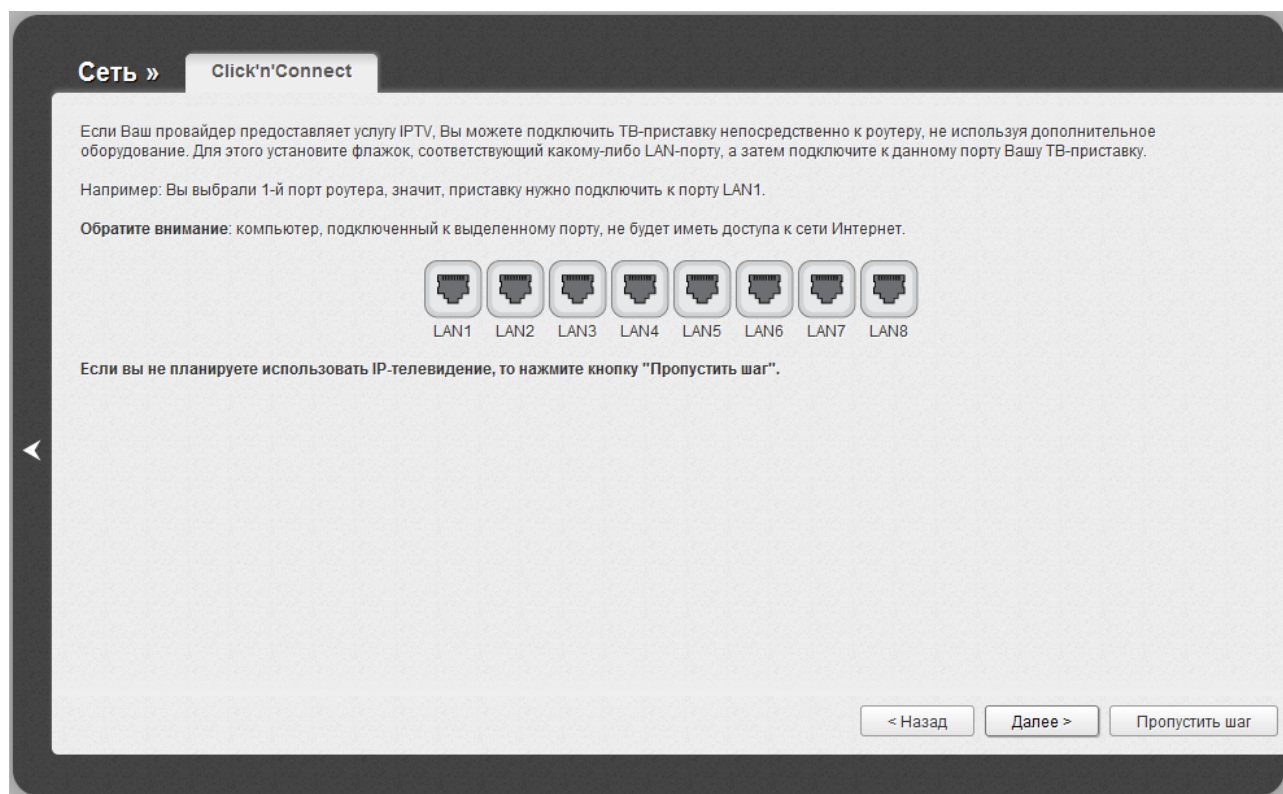 Сеть » Click'n'Connect
Если Ваш провайдер предоставляет услугу IPTV, Вы можете подключить ТВ-приставку непосредственно к роутеру, не используя дополнительное
оборудование. Для этого установите флажок, соответствующий какому-либо LAN-порту, а затем подключите к данному порту Вашу ТВ-приставку.
Например: Вы выбрали 1-й порт роутера, значит, приставку нужно подключить к порту LAN1.
Обратите внимание: компьютер, подключенный к выделенному порту, не будет иметь доступа к сети Интернет.
LAN1 LAN2 LAN3 LAN4 LAN5 LAN6 LAN7 LAN8
Если вы не планируете использовать IP-телевидение, то нажмите кнопку "Пропустить шаг".
< Назад Далее > Пропустить шаг